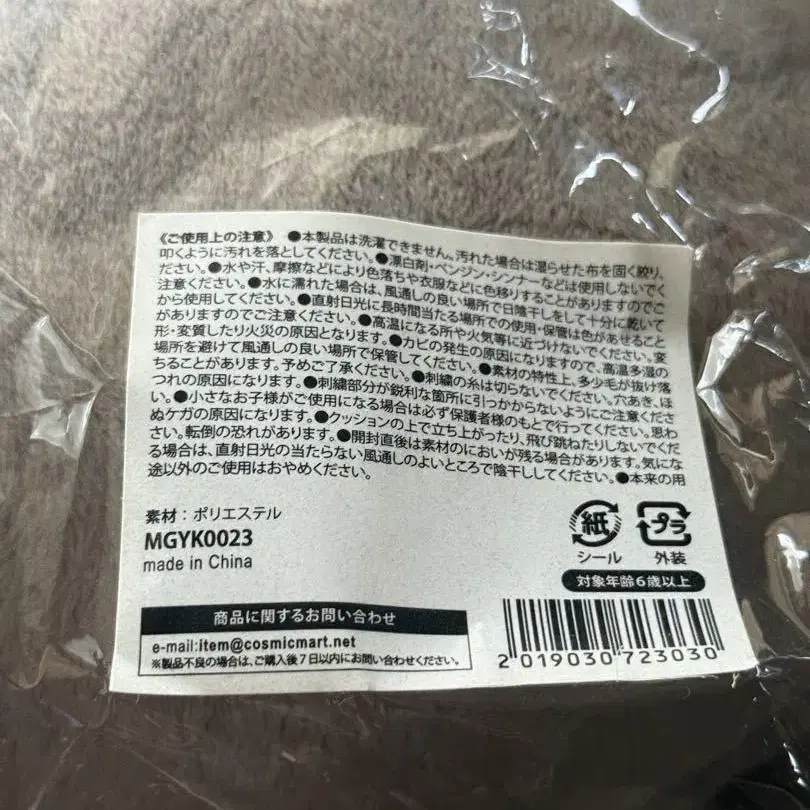 《ご使用上の注意》 ●本製品は洗濯できません。汚れた場合は湿らせた布を固く絞り、
叩くように汚れを落としてください。●漂白剤・ベンジン・シンナーなどは使用しないでく
ださい。●水や汗、摩擦などにより色落ちや衣服などに色移りすることがありますのでご
注意ください。●水に濡れた場合は、風通しの良い場所で日陰干しをして十分に乾いて
から使用してください。●直射日光に長時間当たる場所での使用・保管は色があせること
がありますのでご注意ください。●高温になる所や火気等に近づけないでください。変
形・変質したり火災の原因となります。●カビの発生の原因になりますので、高温多湿の
場所を避けて風通しの良い場所で保管してください。●素材の特性上、多少毛が抜け落
ちることがあります。予めご了承ください。●刺繍の糸は切らないでください。穴あき、ほ
つれの原因になります。●刺繍部分が鋭利な箇所に引っかからないようにご注意くださ
い。●小さなお子様がご使用になる場合は必ず保護者様のもとで行ってください。思わ
ぬケガの原因になります。●クッションの上で立ち上がったり、飛び跳ねたりしないでくだ
さい。転倒の恐れがあります。●開封直後は素材のにおいが残る場合があります。気にな
る場合は、直射日光の当たらない風通しのよいところで陰干ししてください。●本来の用
途以外のご使用はおやめください。
素材：ポリエステル
MGYK0023
made in China
紙
シール
プラ
外装
対象年齢6歳以上
商品に関するお問い合わせ
e-mail:item@cosmicmart.net
※製品不良の場合は、ご購入後7日以内にお問い合わせください。
2 019030 723030